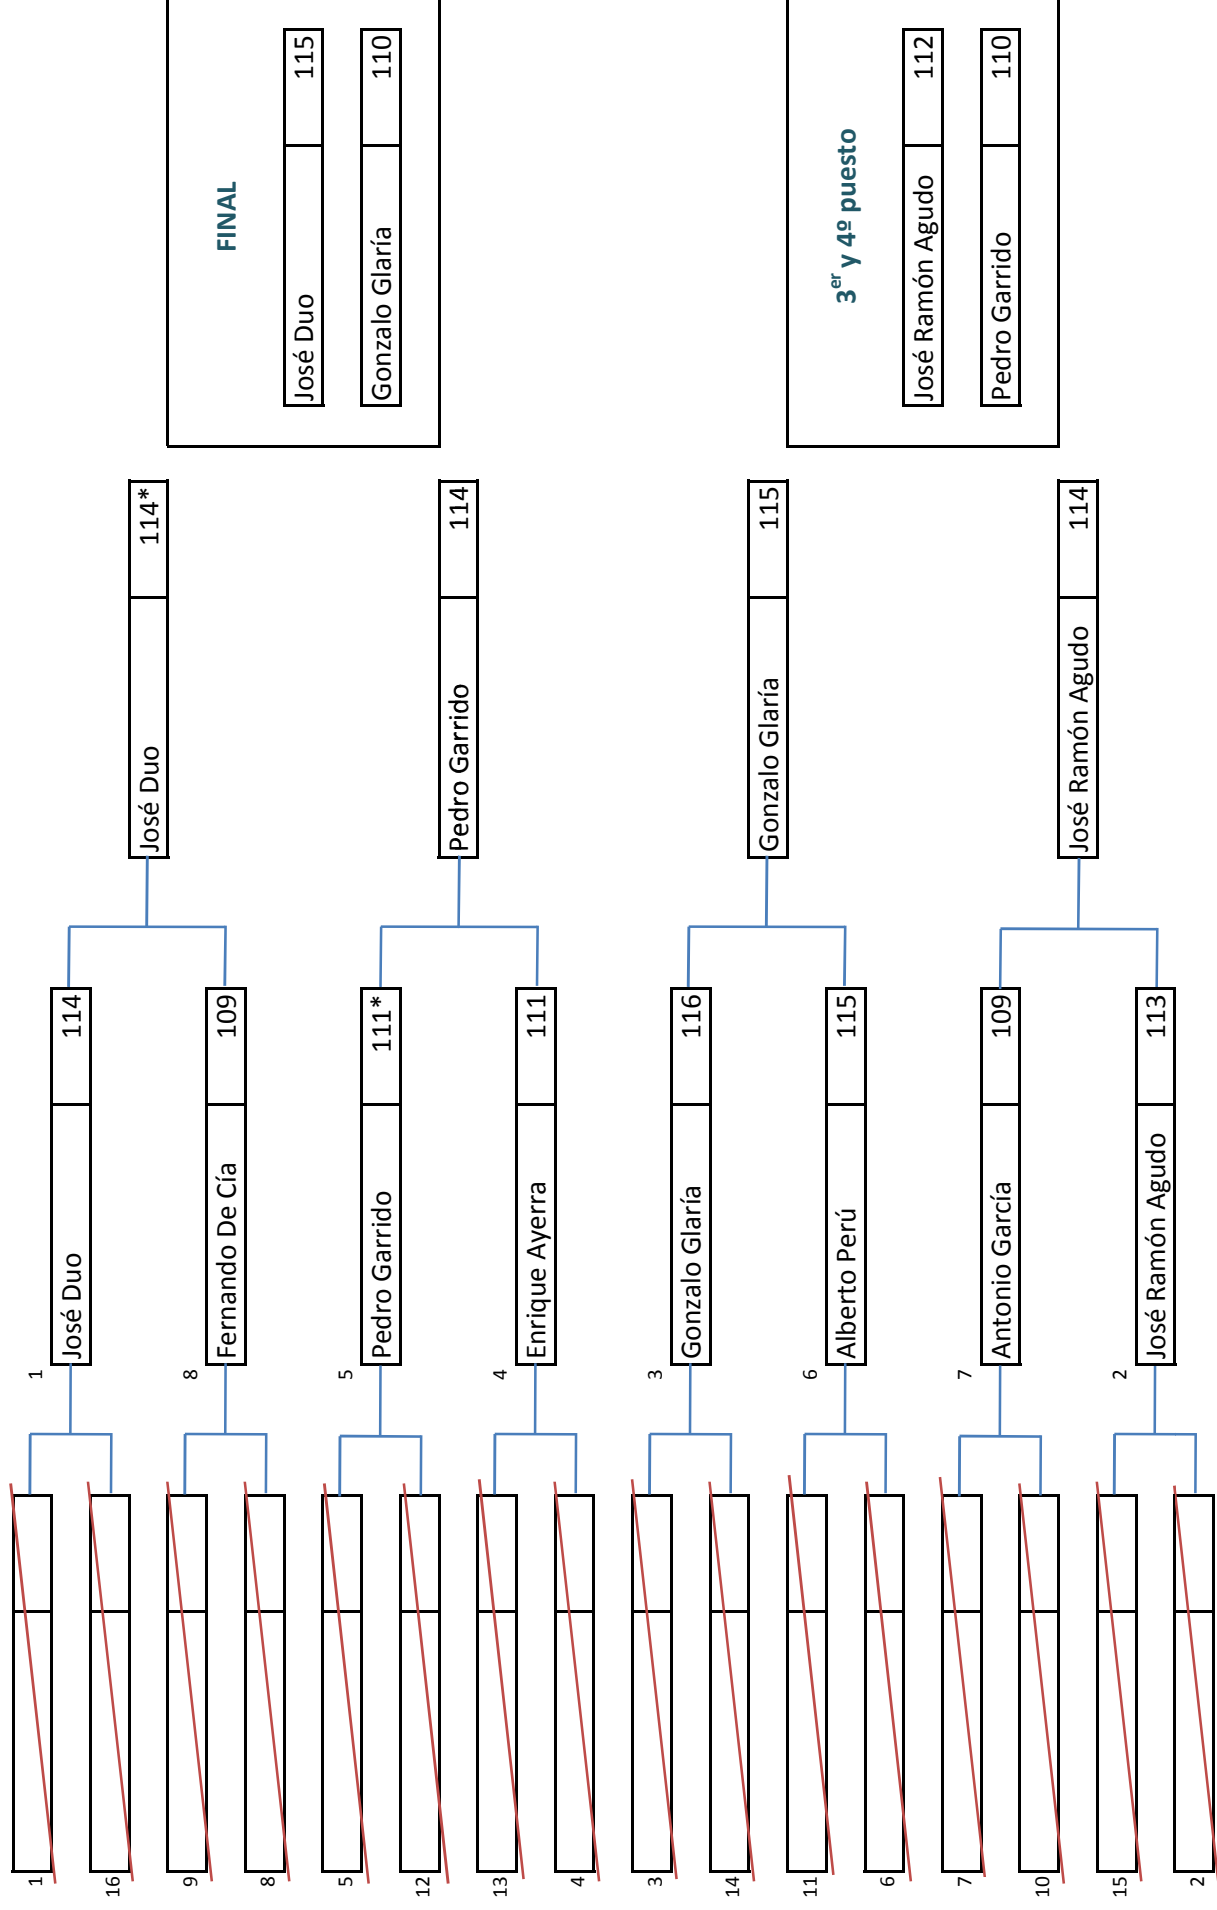 1
16
9
8
5
12
13
4
3
14
11
6
7
10
15
2
1
José Duo 114
8
Fernando De Cía 109
5
Pedro Garrido 111*
4
Enrique Ayerra 111
3
Gonzalo Glaría 116
6
Alberto Perú 115
7
Antonio García 109
2
José Ramón Agudo 113
José Duo 114*
Pedro Garrido 114
Gonzalo Glaría 115
José Ramón Agudo 114
FINAL
José Duo 115
Gonzalo Glaría 110
3er y 4º puesto
José Ramón Agudo 112
Pedro Garrido 110